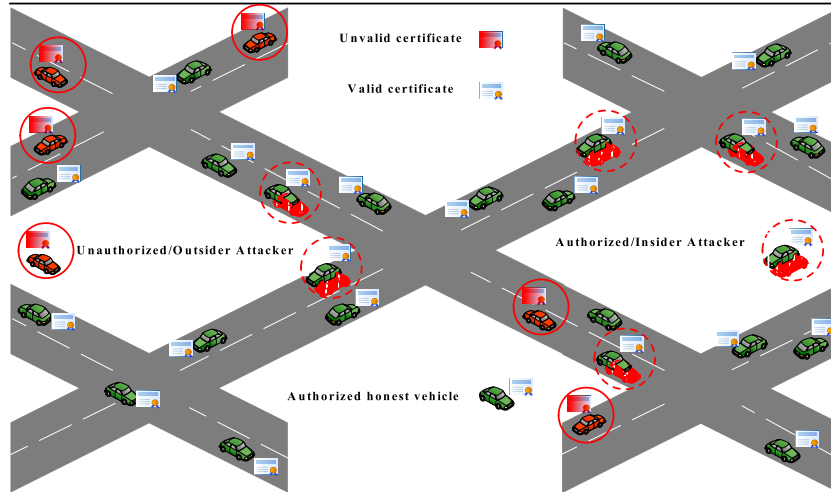 Unvalid certificate
Valid certificate
Unauthorized/Outsider Attacker
Authorized/Insider Attacker
Authorized honest vehicle